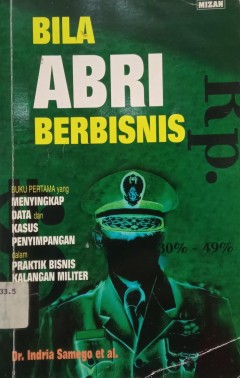 MIZAN
BILA
ABRI
BERBISNIS
Rp.
BUKU PERTAMA yang
MENYINGKAP
DATA dan
KASUS
PENYIMPANGAN
dalam
PRAKTIK BISNIS
KALANGAN MILITER
30% - 49%
33.5
Dr. Indria Samego et al.